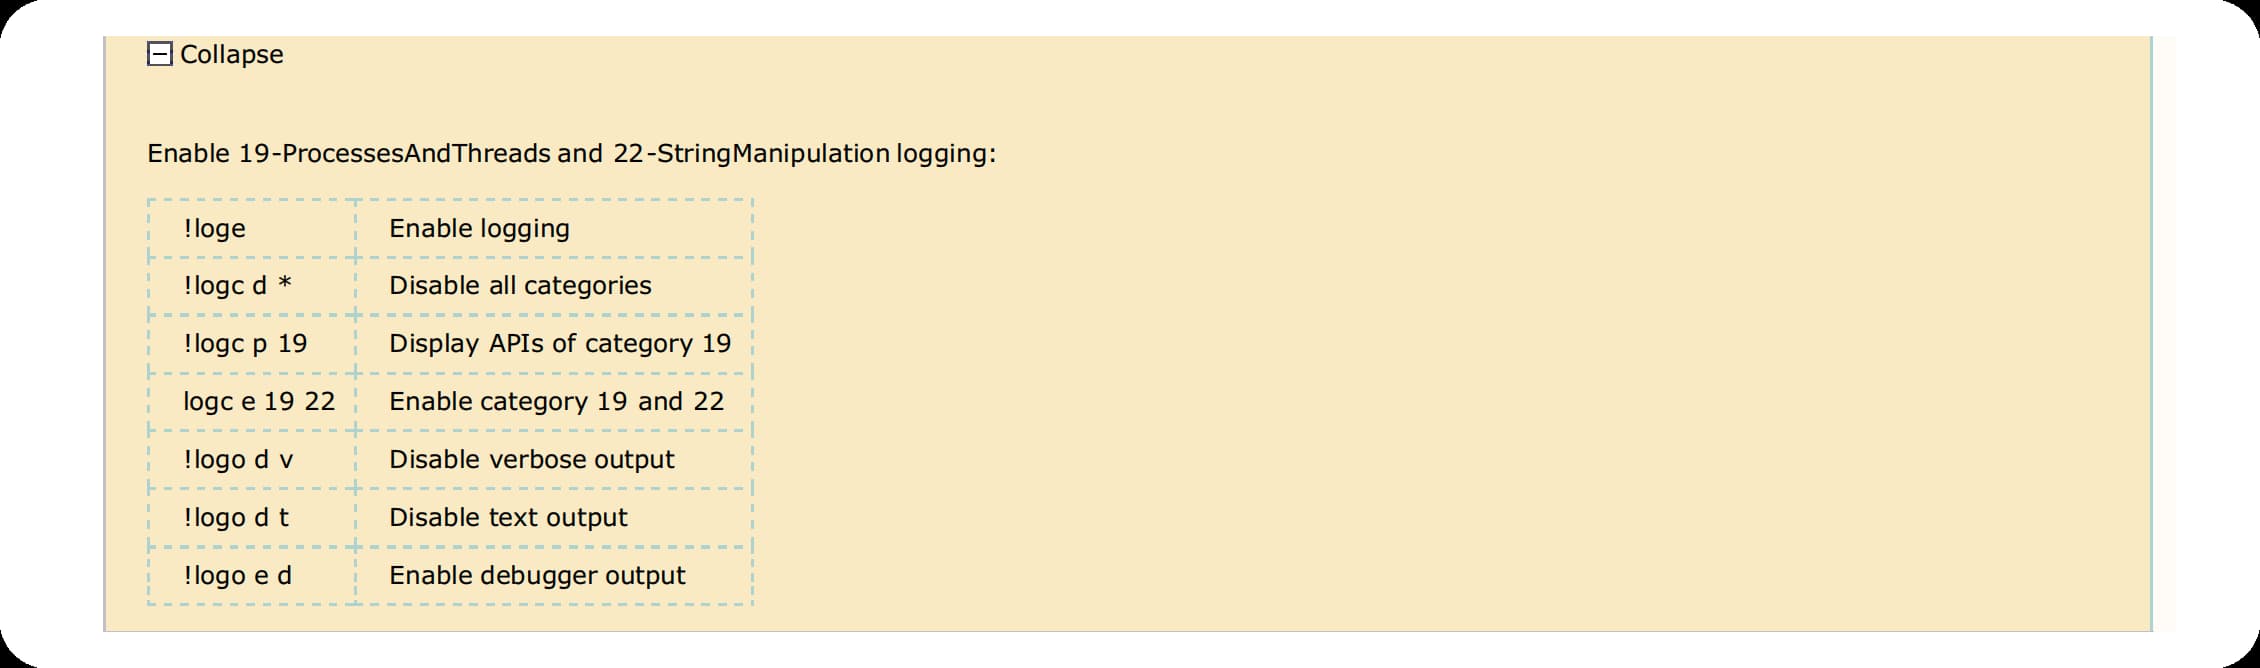 Collapse
Enable 19-ProcessesAndThreads and 22-StringManipulation logging:
!loge Enable logging
!logc d * Disable all categories
!logc p 19 Display APIs of category 19
logc e 19 22 Enable category 19 and 22
!logo d v Disable verbose output
!logo d t Disable text output
!logo e d Enable debugger output